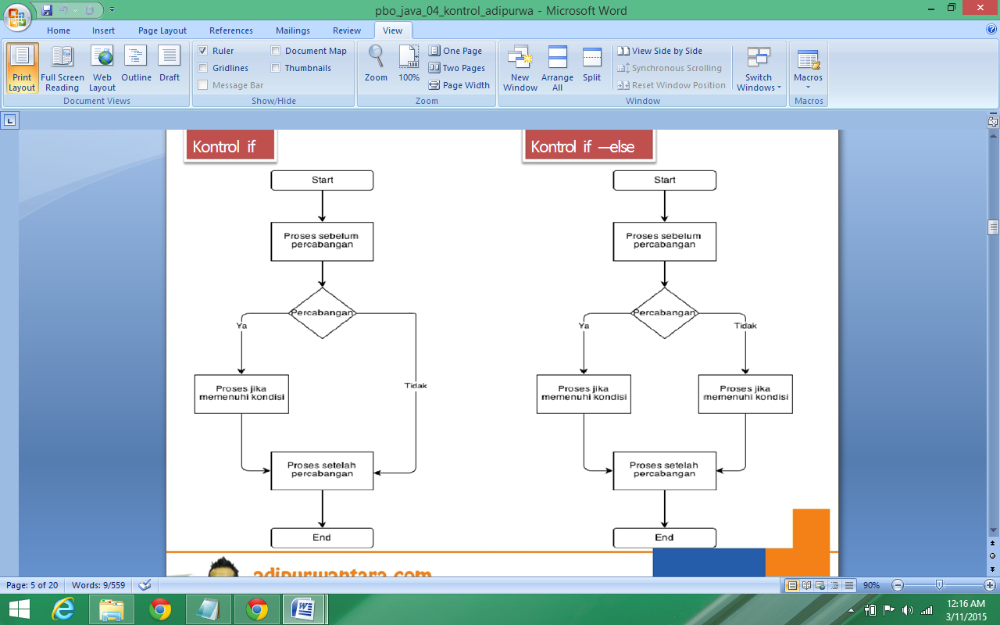 pbo_java_04_kontrol_adipurwa - Microsoft Word
Home Insert Page Layout References Mailings Review View
Print Layout
Full Screen Reading
Web Layout
Outline
Draft
Document Views
Ruler
Gridlines
Message Bar
Document Map
Thumbnails
Show/Hide
Zoom
100%
One Page
Two Pages
Page Width
Zoom
New Window
Arrange All
Split
View Side by Side
Synchronous Scrolling
Reset Window Position
Window
Switch Windows
Macros
Macros
Kontrol if
Start
Proses sebelum
percabangan
Percabangan
Ya
Tidak
Proses jika
memenuhi kondisi
Proses setelah
percabangan
End
Kontrol if —else
Start
Proses sebelum
percabangan
Percabangan
Ya
Tidak
Proses jika
memenuhi kondisi
Proses jika
memenuhi kondisi
Proses setelah
percabangan
End
adipurwantara.com
Page: 5 of 20
Words: 9/559
90%
12:16 AM
3/11/2015